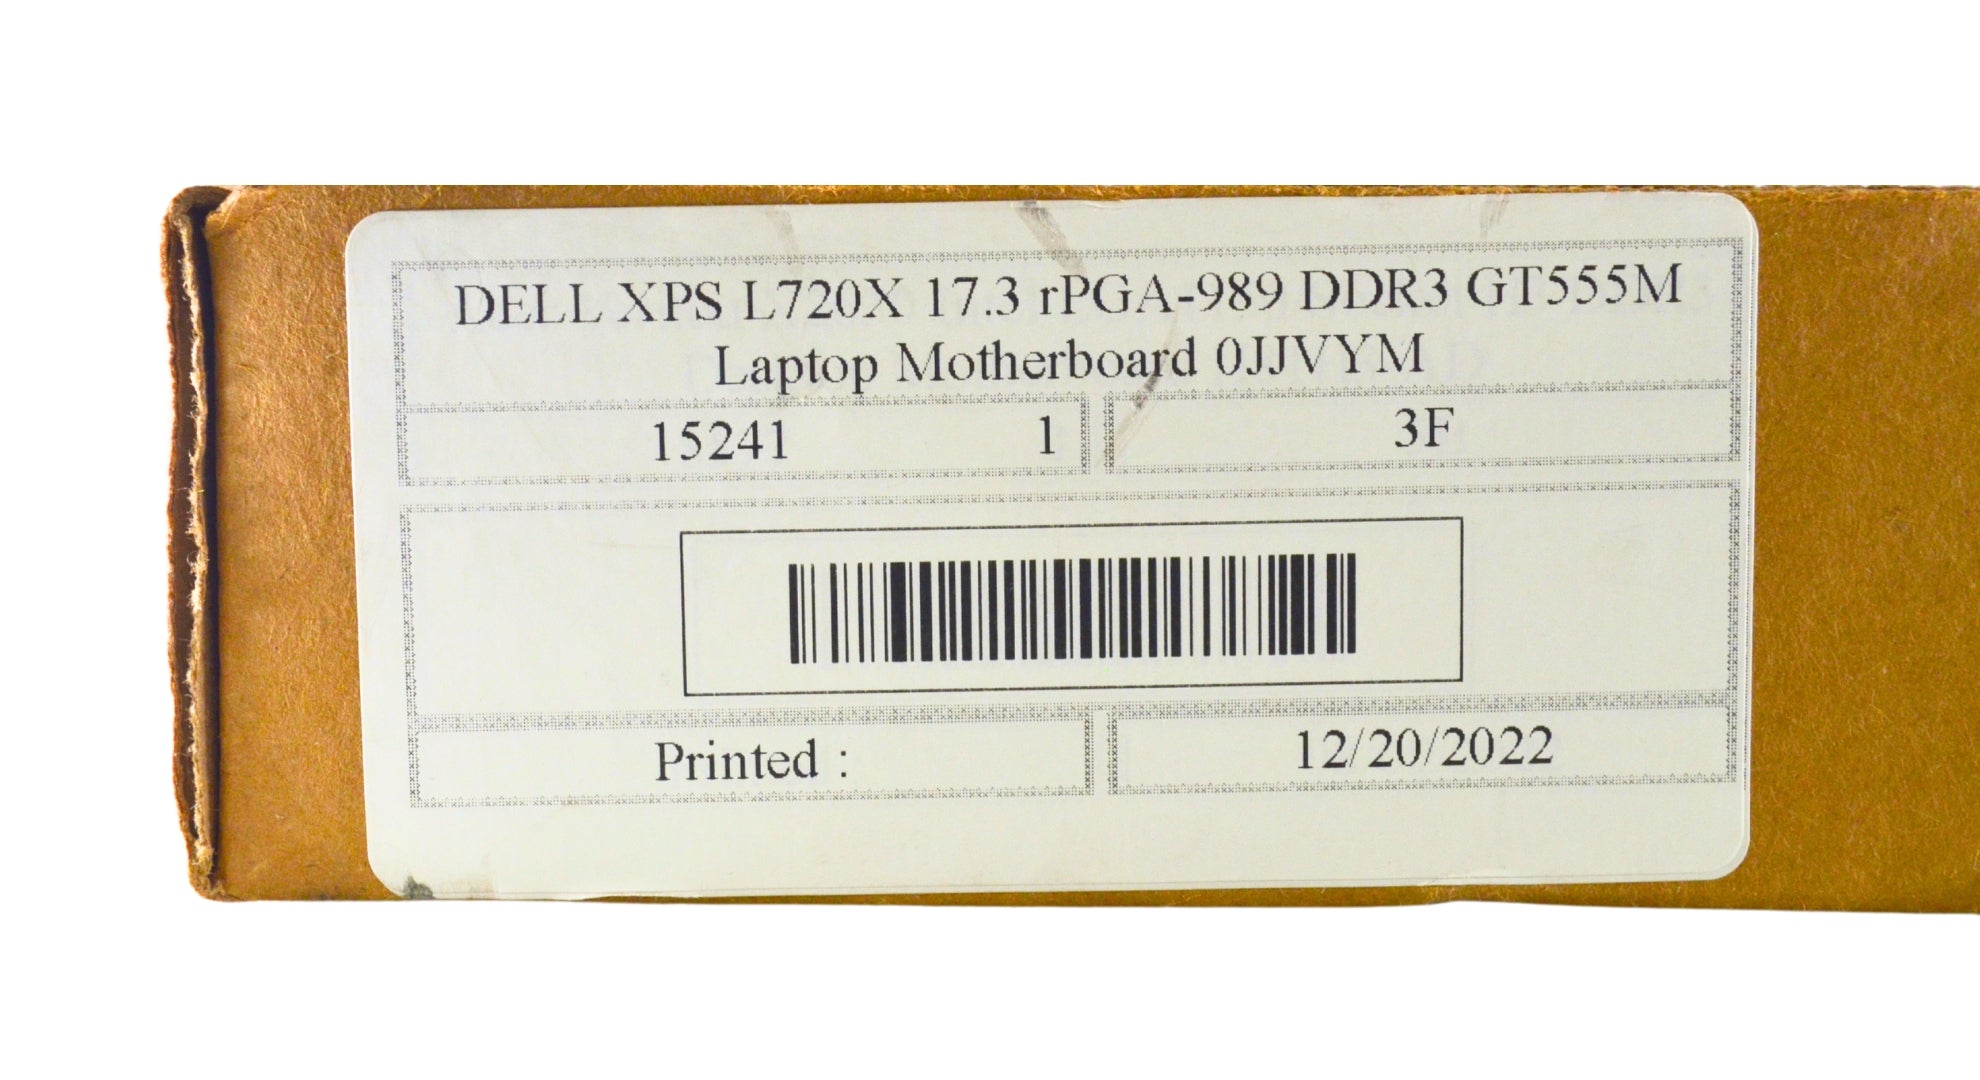 DELL XPS L720X 17.3 rPGA-989 DDR3 GT555M
Laptop Motherboard 0JJVYM
15241 1 3F
Printed : 12/20/2022